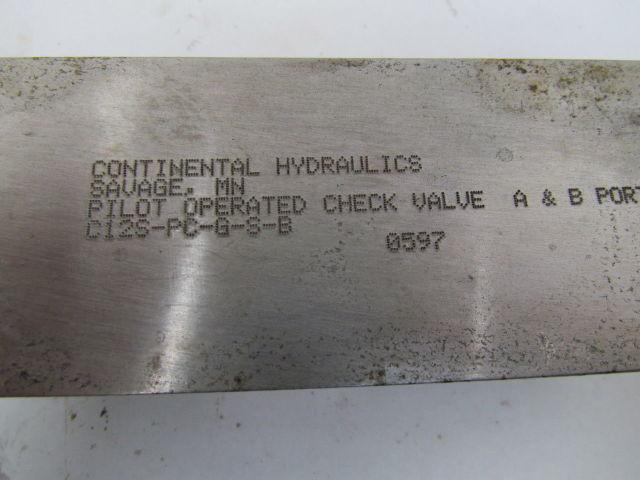 CONTINENTAL HYDRAULICS
SAVAGE, MN
PILOT OPERATED CHECK VALVE A & B PORT
C12S-PC-G-S-B 0597